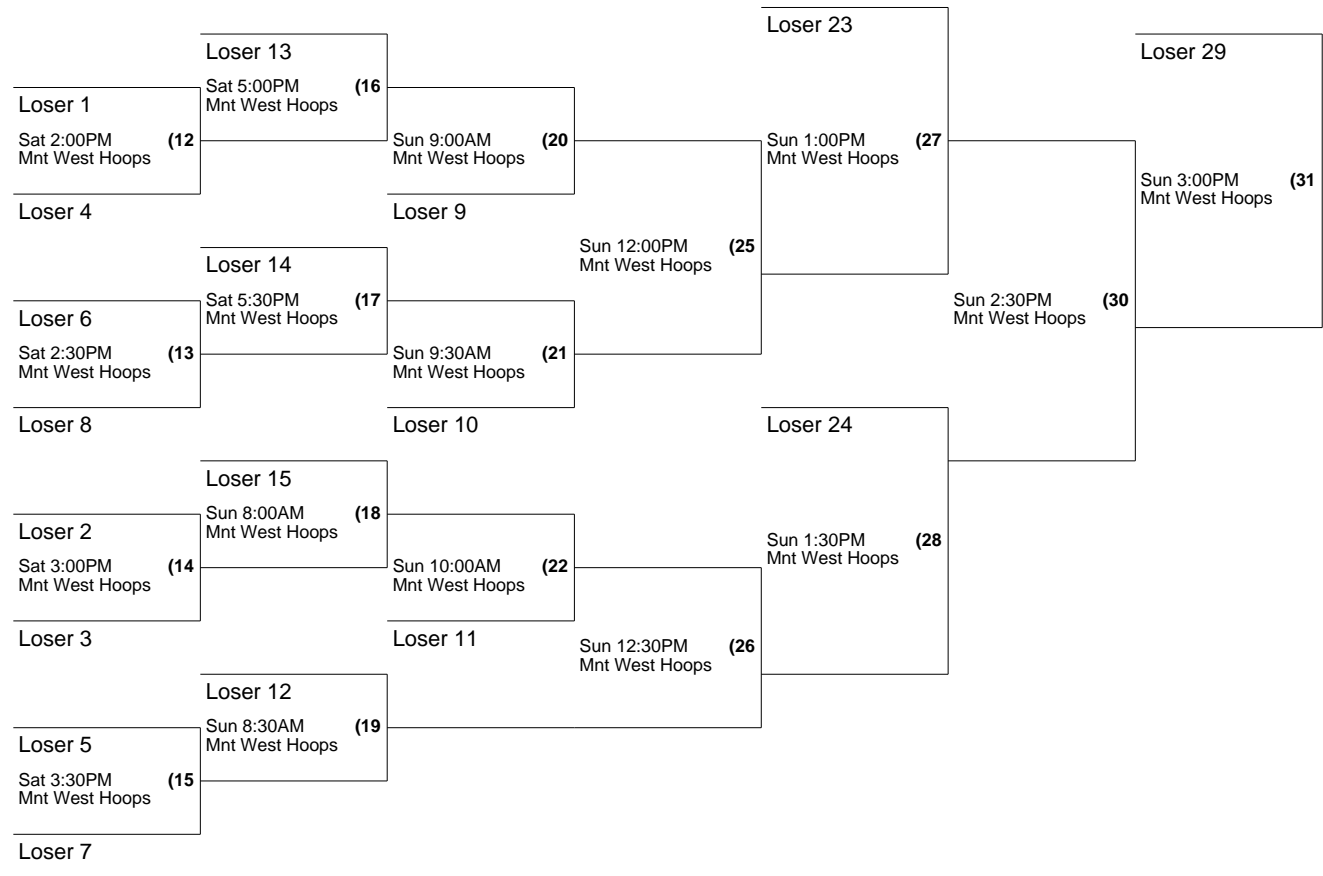 Loser 23
Loser 13
Loser 29
Sat 5:00PM (16
Mnt West Hoops
Loser 1
Sat 2:00PM (12
Mnt West Hoops
Sun 9:00AM (20
Mnt West Hoops
Sun 1:00PM (27
Mnt West Hoops
Sun 3:00PM (31
Mnt West Hoops
Loser 4
Loser 9
Sun 12:00PM (25
Mnt West Hoops
Loser 14
Sat 5:30PM (17
Mnt West Hoops
Sun 2:30PM (30
Mnt West Hoops
Loser 6
Sat 2:30PM (13
Mnt West Hoops
Sun 9:30AM (21
Mnt West Hoops
Loser 8
Loser 10
Loser 24
Loser 15
Sun 8:00AM (18
Mnt West Hoops
Loser 2
Sat 3:00PM (14
Mnt West Hoops
Sun 10:00AM (22
Mnt West Hoops
Sun 1:30PM (28
Mnt West Hoops
Loser 3
Loser 11
Sun 12:30PM (26
Mnt West Hoops
Loser 12
Sun 8:30AM (19
Mnt West Hoops
Loser 5
Sat 3:30PM (15
Mnt West Hoops
Loser 7